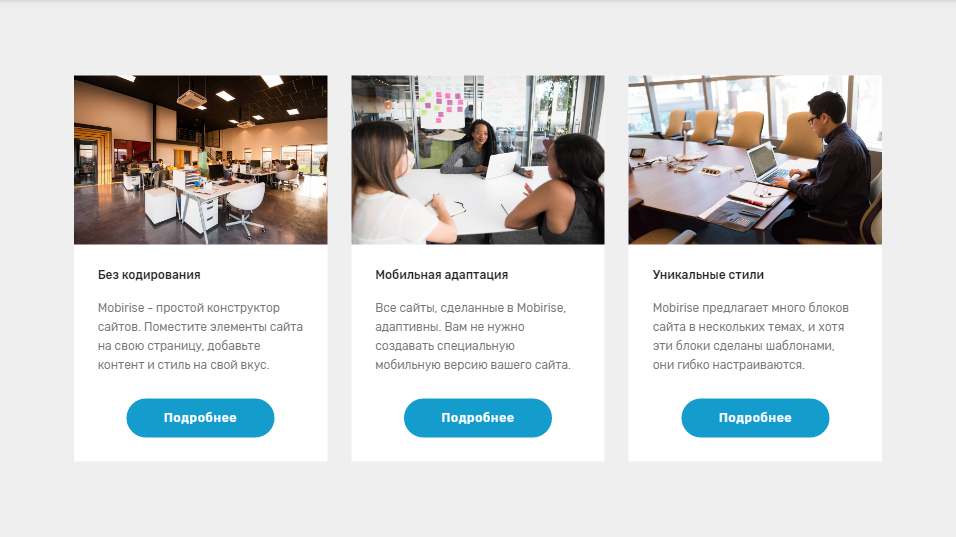 Без кодирования
Mobirise - простой конструктор
сайтов. Поместите элементы сайта
на свою страницу, добавьте
контент и стиль на свой вкус.
Подробнее
Мобильная адаптация
Все сайты, сделанные в Mobirise,
адаптивны. Вам не нужно
создавать специальную
мобильную версию вашего сайта.
Подробнее
Уникальные стили
Mobirise предлагает много блоков
сайта в нескольких темах, и хотя
эти блоки сделаны шаблонами,
они гибко настраиваются.
Подробнее